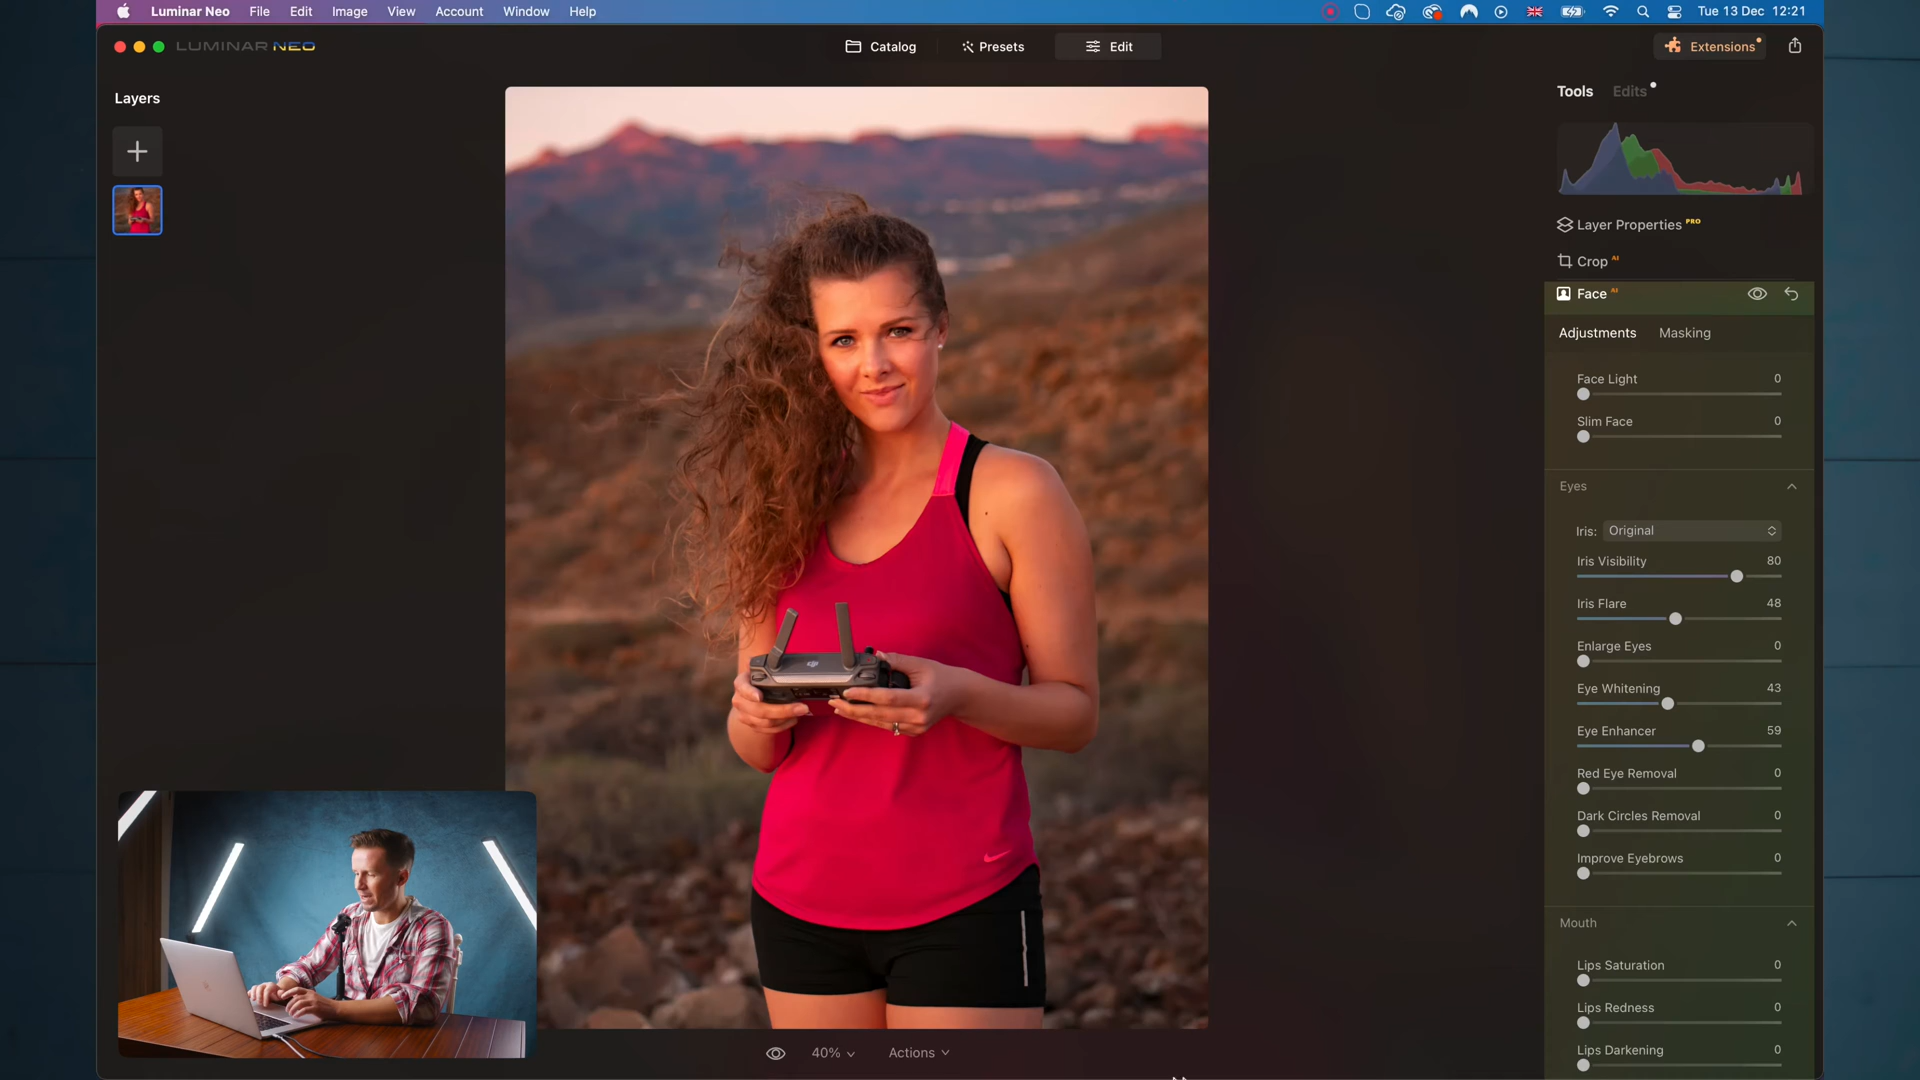 Luminar Neo File Edit Image View Account Window Help Tue 13 Dec 12:21
LUMINAR NEO Catalog Presets Edit Extensions
Layers
Tools Edits
Layer Properties PRO
Crop AI
Face AI
Adjustments Masking
Face Light 0
Slim Face 0
Eyes
Iris: Original
Iris Visibility 80
Iris Flare 48
Enlarge Eyes 0
Eye Whitening 43
Eye Enhancer 59
Red Eye Removal 0
Dark Circles Removal 0
Improve Eyebrows 0
Mouth
Lips Saturation 0
Lips Redness 0
Lips Darkening 0
40% Actions